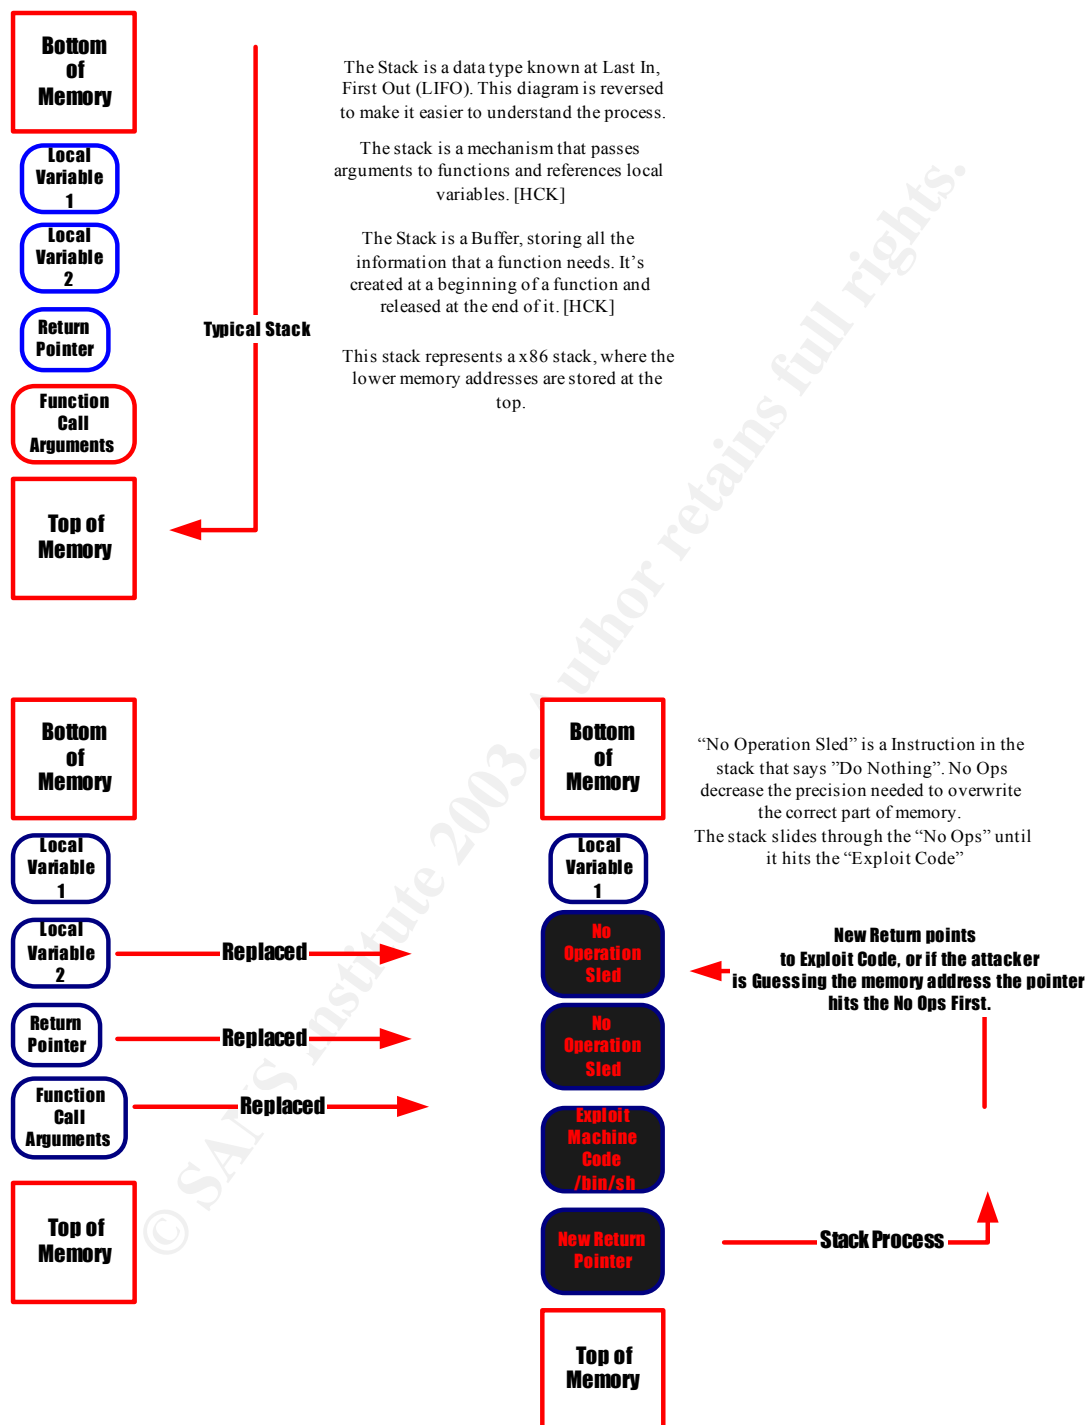 Bottom
of
Memory
Local
Variable
1
Local
Variable
2
Return
Pointer
Function
Call
Arguments
Top of
Memory
Typical Stack
The Stack is a data type known at Last In,
First Out (LIFO). This diagram is reversed
to make it easier to understand the process.
The stack is a mechanism that passes
arguments to functions and references local
variables. [HCK]
The Stack is a Buffer, storing all the
information that a function needs. It’s
created at a beginning of a function and
released at the end of it. [HCK]
This stack represents a x86 stack, where the
lower memory addresses are stored at the
top.
Bottom
of
Memory
Local
Variable
1
Local
Variable
2
Return
Pointer
Function
Call
Arguments
Top of
Memory
Replaced
Replaced
Replaced
Bottom
of
Memory
Local
Variable
1
No
Operation
Sled
No
Operation
Sled
Exploit
Machine
Code
/bin/sh
New Return
Pointer
Top of
Memory
“No Operation Sled” is a Instruction in the
stack that says ”Do Nothing”. No Ops
decrease the precision needed to overwrite
the correct part of memory.
The stack slides through the “No Ops” until
it hits the “Exploit Code”
New Return points
to Exploit Code, or if the attacker
is Guessing the memory address the pointer
hits the No Ops First.
Stack Process
© SANS Institute 2003, Author retains full rights.